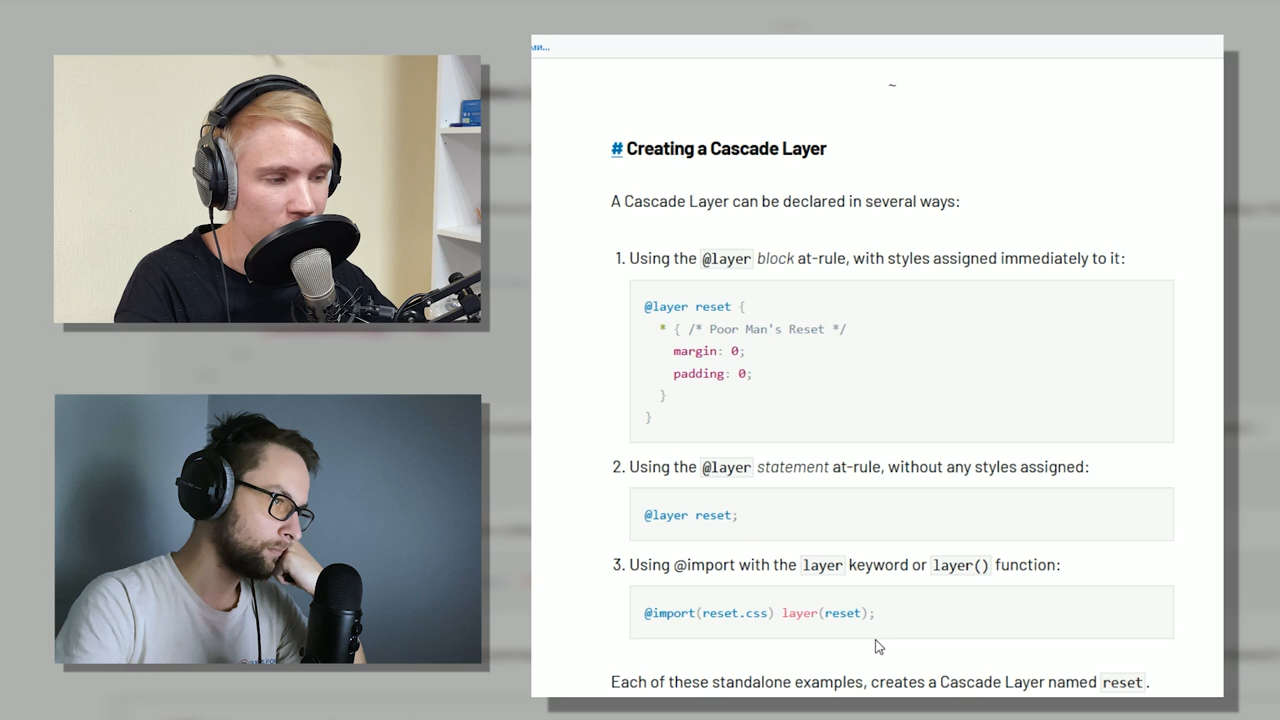 ми...
~
# Creating a Cascade Layer
A Cascade Layer can be declared in several ways:
1. Using the @layer block at-rule, with styles assigned immediately to it:
@layer reset {
* { /* Poor Man's Reset */
margin: 0;
padding: 0;
}
}
2. Using the @layer statement at-rule, without any styles assigned:
@layer reset;
3. Using @import with the layer keyword or layer() function:
@import(reset.css) layer(reset);
Each of these standalone examples, creates a Cascade Layer named reset.